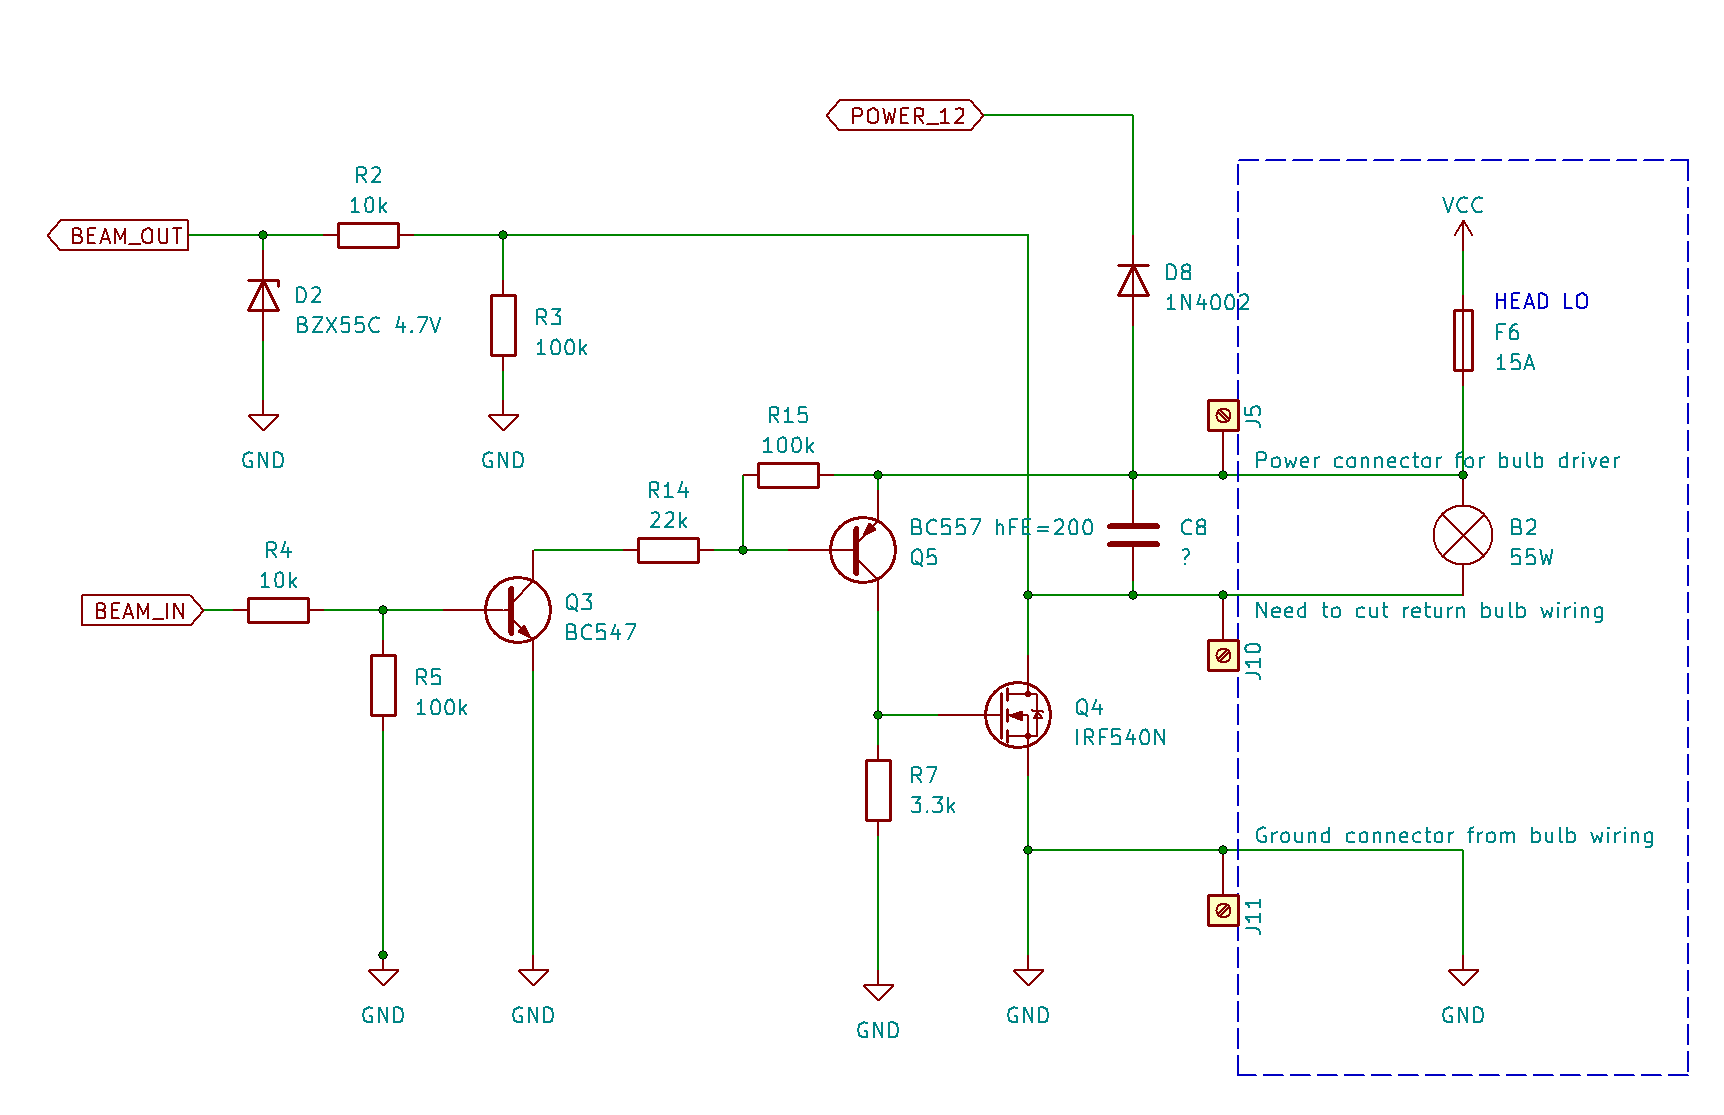 POWER_12
R2
10k
VCC
BEAM_OUT
D8
1N4002
D2
BZX55C 4.7V
HEAD LO
R3
100k
F6
15A
J5
R15
100k
GND
GND
Power connector for bulb driver
R14
22k
BC557 hFE=200
Q5
C8
?
B2
55W
R4
10k
BEAM_IN
Q3
BC547
Need to cut return bulb wiring
J10
R5
100k
Q4
IRF540N
R7
3.3k
Ground connector from bulb wiring
J11
GND
GND
GND
GND
GND